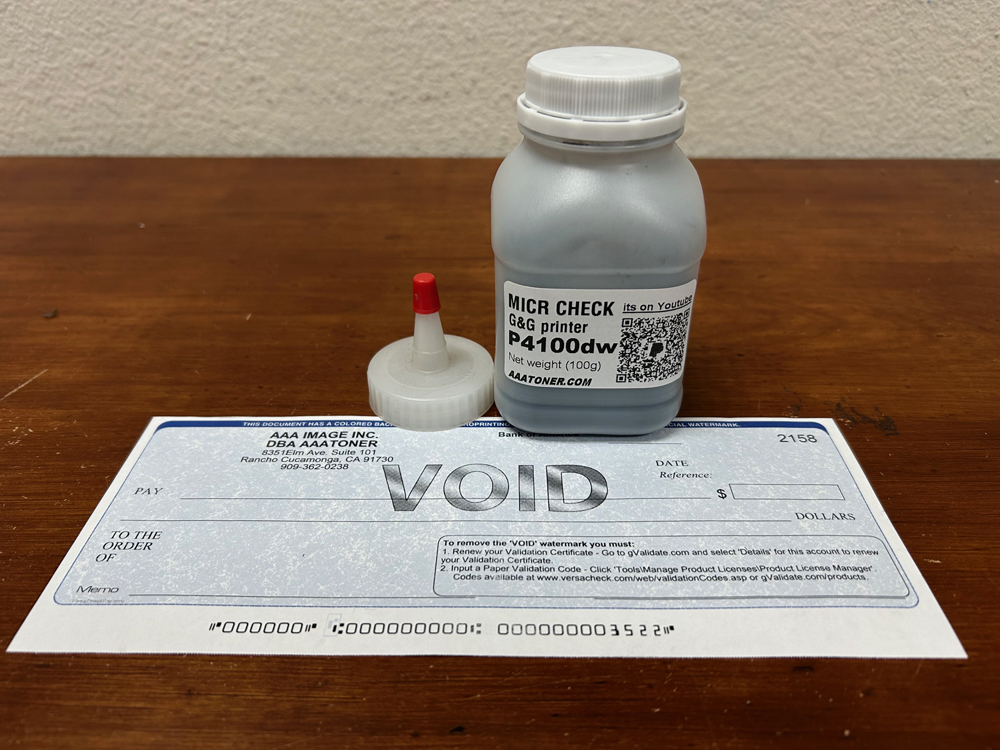 MICR CHECK
its on Youtube
G&G printer
P4100dw
Net weight (100g)
AAATONER.COM
THIS DOCUMENT HAS A COLORED WATERMARK.
AAA IMAGE INC.
DBA AAATONER
8351Elm Ave. Suite 101
Rancho Cucamonga, CA 91730
909-362-0238
Bank of
2158
VOID
DATE
Reference:
PAY
$
DOLLARS
TO THE
ORDER
OF
To remove the 'VOID' watermark you must:
1. Renew your Validation Certificate - Go to gValidate.com and select 'Details' for this account to renew
your Validation Certificate.
2. Input a Paper Validation Code - Click 'Tools\Manage Product Licenses\Product License Manager'.
Codes available at www.versacheck.com/web/validationCodes.asp or gValidate.com/products.
Memo
⑈000000⑈ ⑆000000000⑆ 000000003522⑈